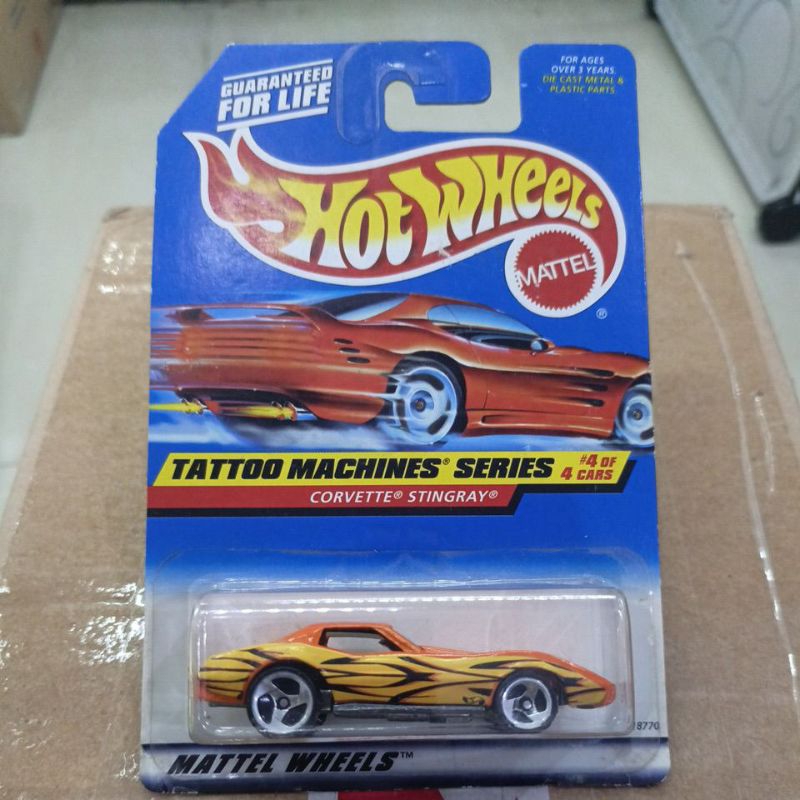 GUARANTEED
FOR LIFE
FOR AGES
OVER 3 YEARS.
DIE CAST METAL &
PLASTIC PARTS
HOT WHEELS
MATTEL
®
TATTOO MACHINES® SERIES
#4 OF
4 CARS
CORVETTE® STINGRAY®
18770
MATTEL WHEELS™